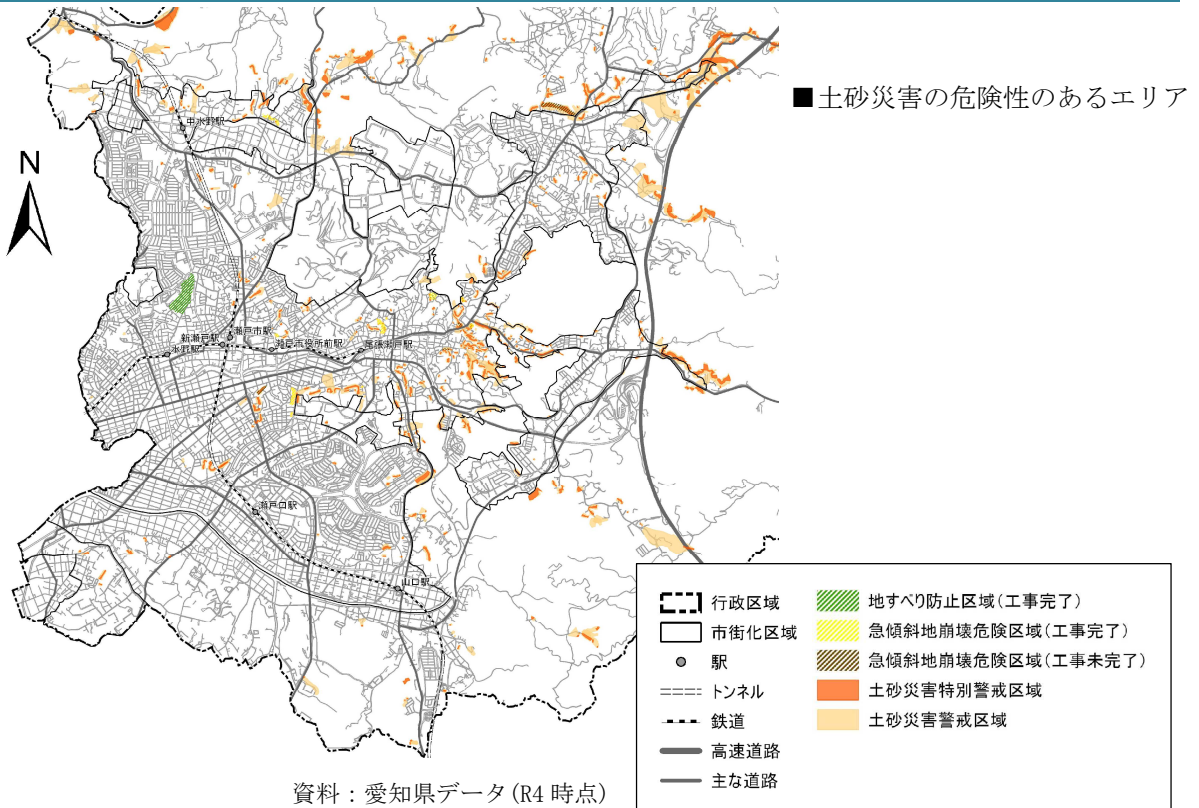 ■土砂災害の危険性のあるエリア
N
中水野駅
瀬戸市駅
新瀬戸駅
水野駅
瀬戸市役所前駅
尾張瀬戸駅
瀬戸口駅
山口駅
行政区域
市街化区域
駅
トンネル
鉄道
高速道路
主な道路
地すべり防止区域(工事完了)
急傾斜地崩壊危険区域(工事完了)
急傾斜地崩壊危険区域(工事未完了)
土砂災害特別警戒区域
土砂災害警戒区域
資料：愛知県データ(R4 時点)